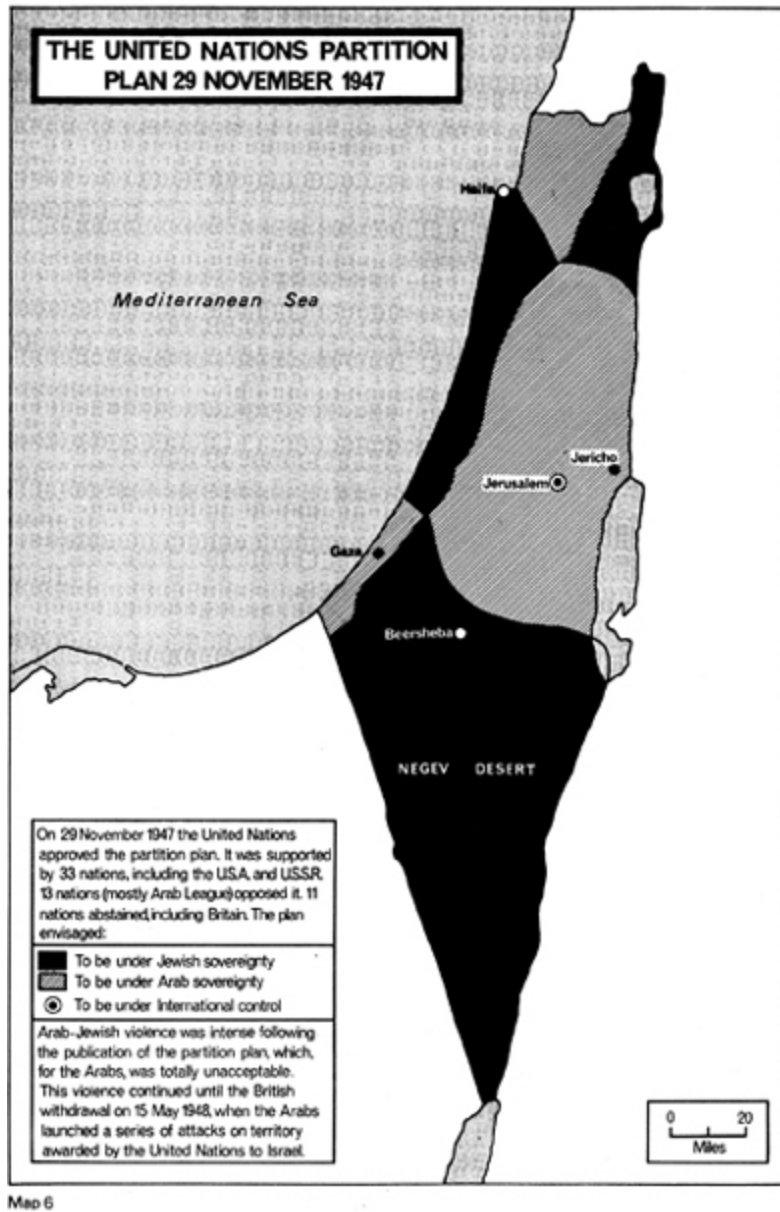 THE UNITED NATIONS PARTITION
PLAN 29 NOVEMBER 1947
Haifa
Mediterranean Sea
Jericho
Jerusalem
Gaza
Beersheba
NEGEV DESERT
On 29 November 1947 the United Nations
approved the partition plan. It was supported
by 33 nations, including the U.S.A. and U.S.S.R.
13 nations (mostly Arab League) opposed it. 11
nations abstained, including Britain. The plan
envisaged:
To be under Jewish sovereignty
To be under Arab sovereignty
To be under International control
Arab-Jewish violence was intense following
the publication of the partition plan, which,
for the Arabs, was totally unacceptable.
This violence continued until the British
withdrawal on 15 May 1948, when the Arabs
launched a series of attacks on territory
awarded by the United Nations to Israel.
0 20
Miles
Map 6